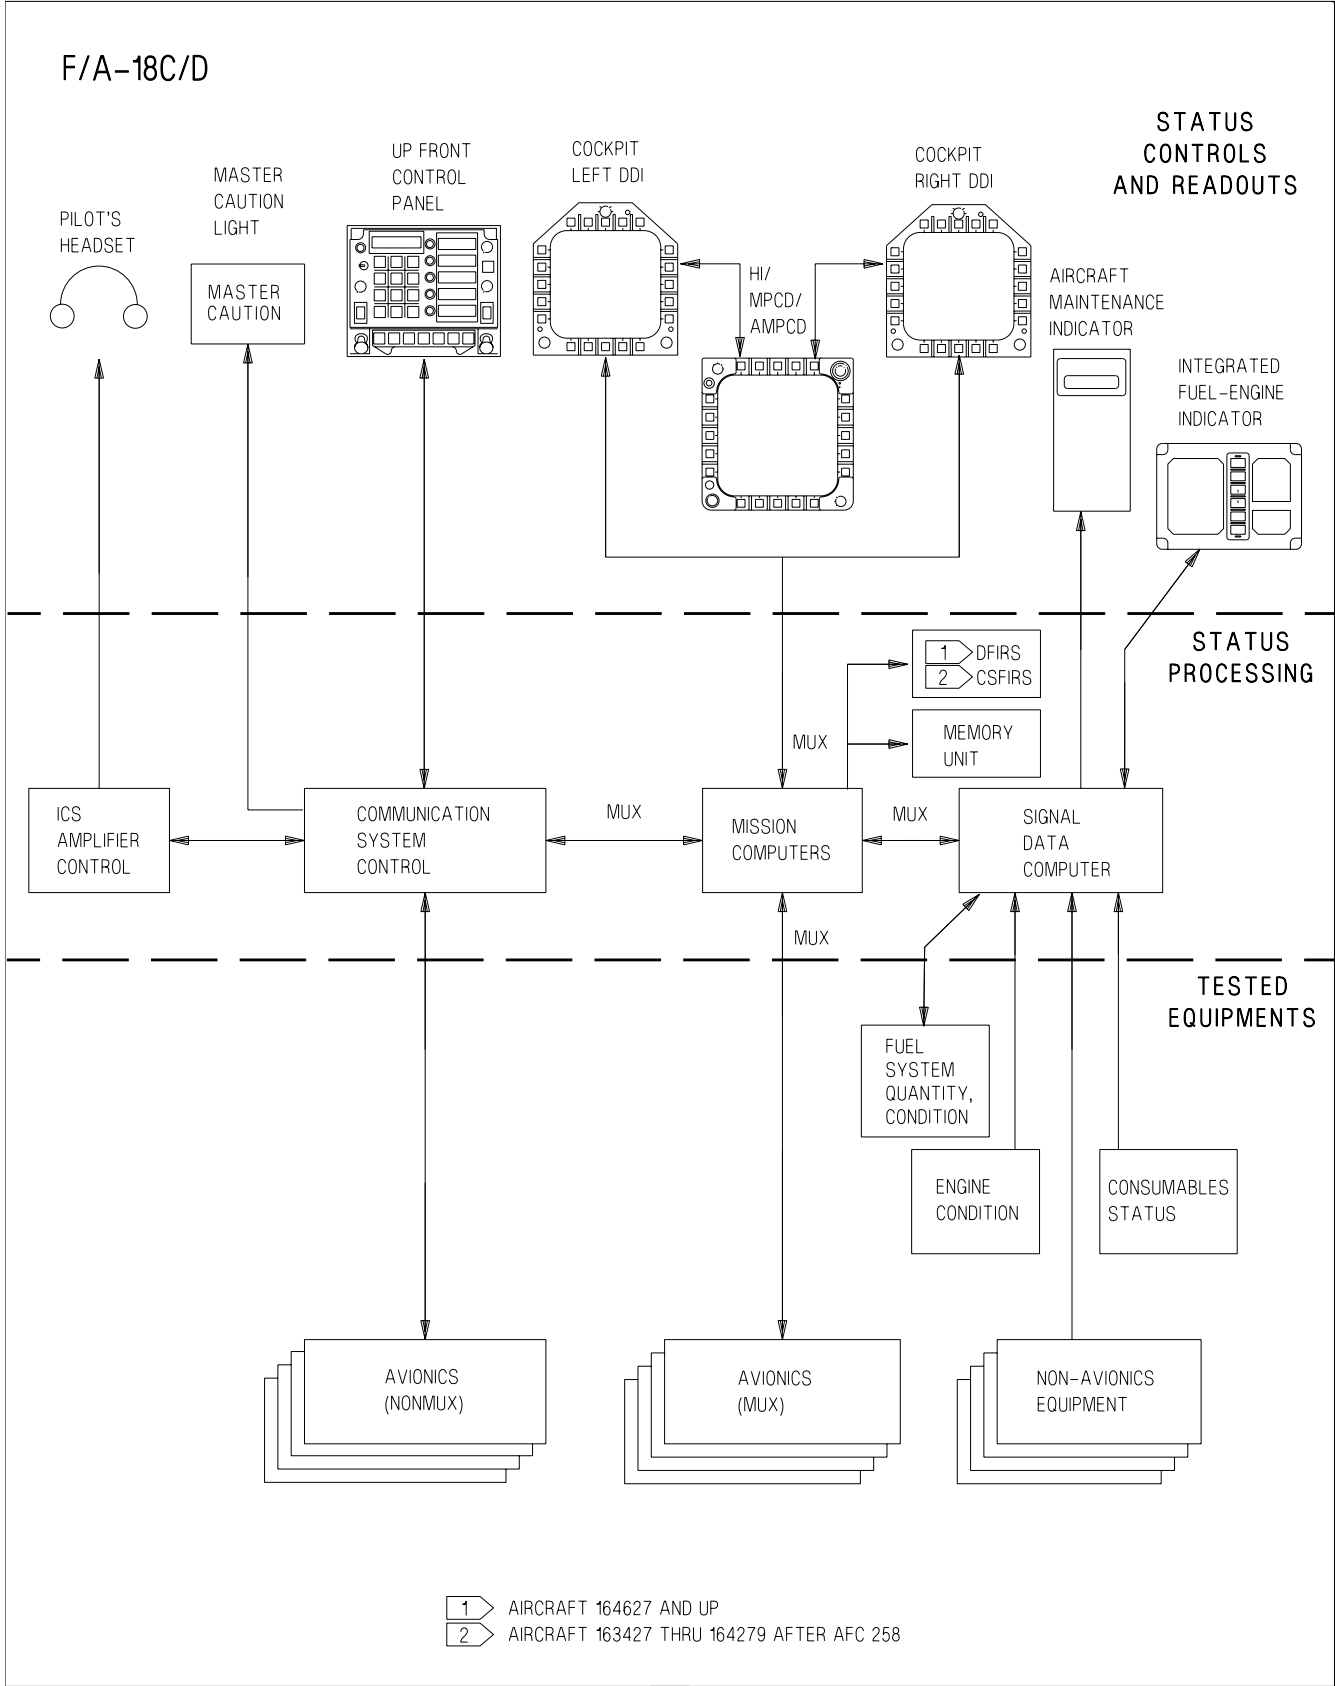 F/A-18C/D
STATUS
CONTROLS
AND READOUTS
PILOT'S
HEADSET
MASTER
CAUTION
LIGHT
MASTER
CAUTION
UP FRONT
CONTROL
PANEL
COCKPIT
LEFT DDI
HI/
MPCD/
AMPCD
COCKPIT
RIGHT DDI
AIRCRAFT
MAINTENANCE
INDICATOR
INTEGRATED
FUEL-ENGINE
INDICATOR
STATUS
PROCESSING
1 DFIRS
2 CSFIRS
MEMORY
UNIT
MUX
ICS
AMPLIFIER
CONTROL
COMMUNICATION
SYSTEM
CONTROL
MUX
MISSION
COMPUTERS
MUX
SIGNAL
DATA
COMPUTER
MUX
TESTED
EQUIPMENTS
FUEL
SYSTEM
QUANTITY,
CONDITION
ENGINE
CONDITION
CONSUMABLES
STATUS
AVIONICS
(NONMUX)
AVIONICS
(MUX)
NON-AVIONICS
EQUIPMENT
1 AIRCRAFT 164627 AND UP
2 AIRCRAFT 163427 THRU 164279 AFTER AFC 258